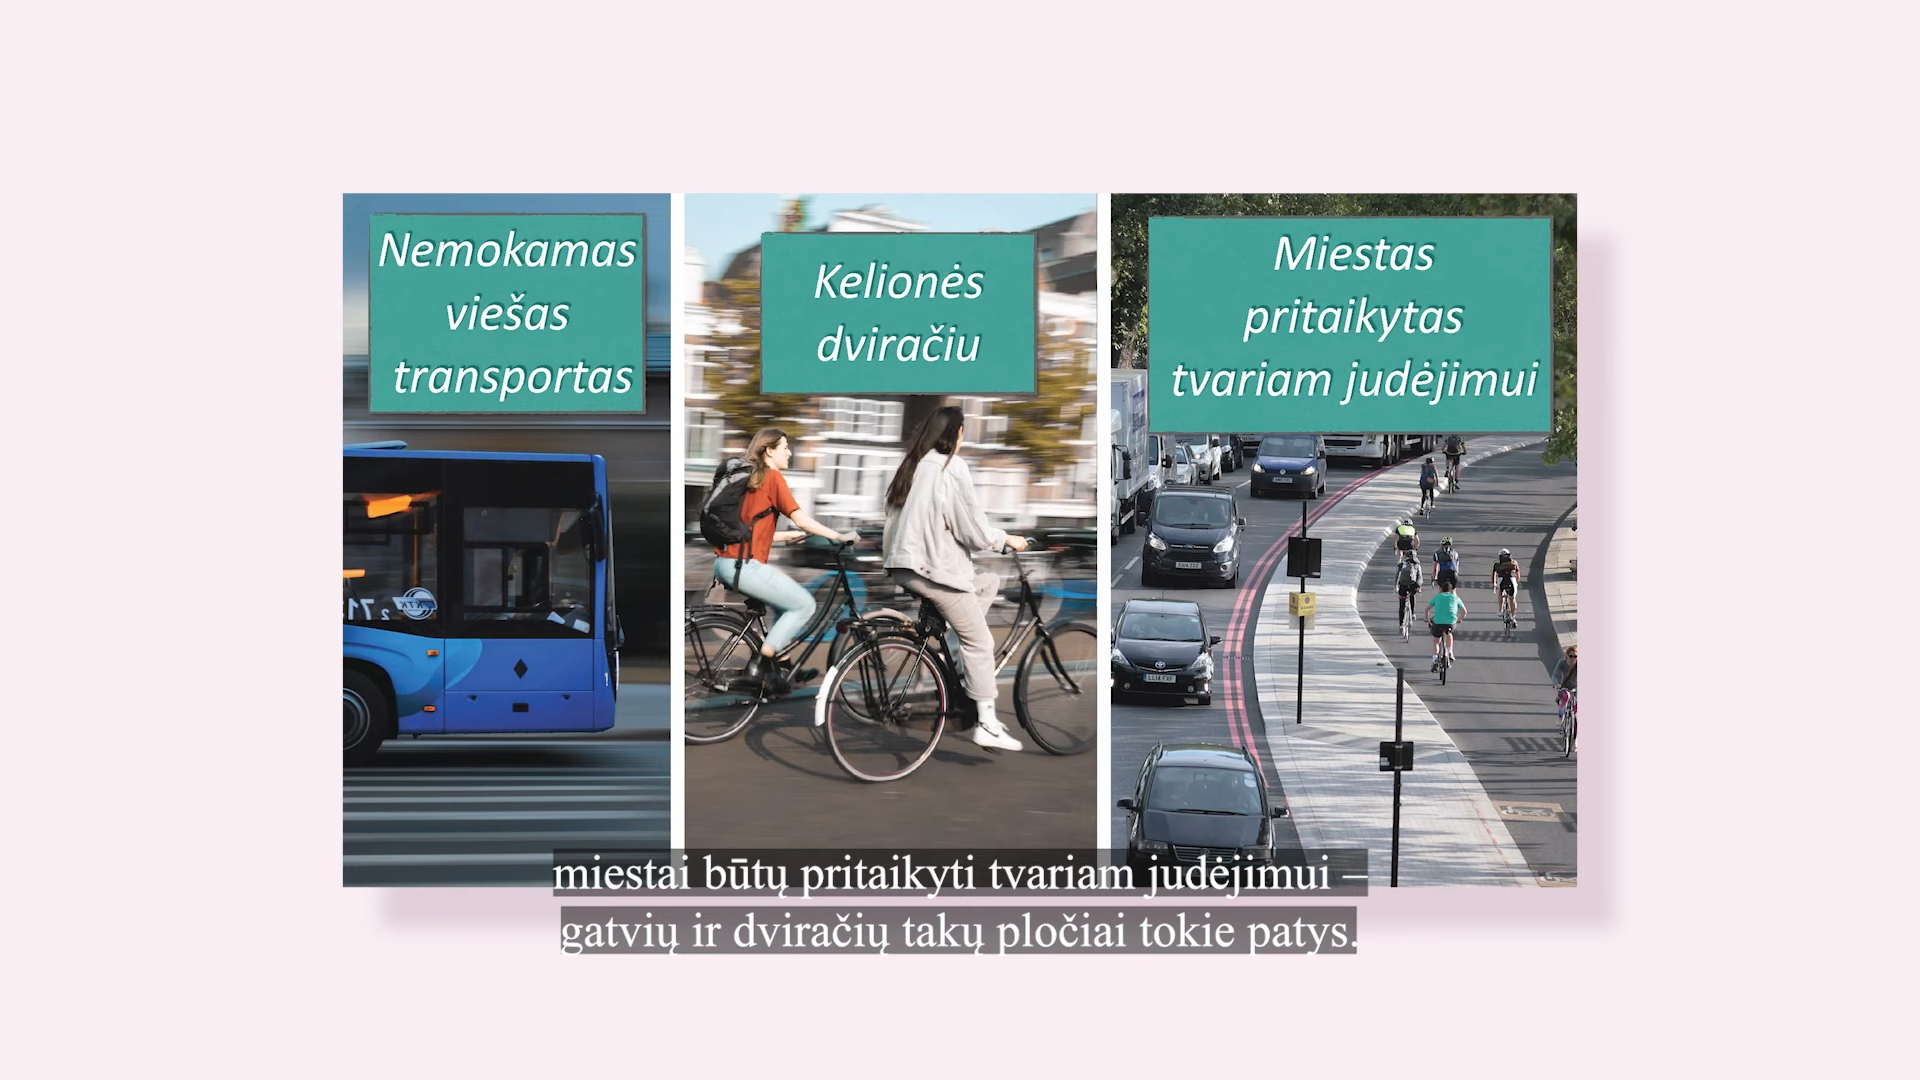 Nemokamas
viešas
transportas
Kelionės
dviračiu
Miestas
pritaikytas
tvariam judėjimui
miestai būtų pritaikyti tvariam judėjimui –
gatvių ir dviračių takų pločiai tokie patys.